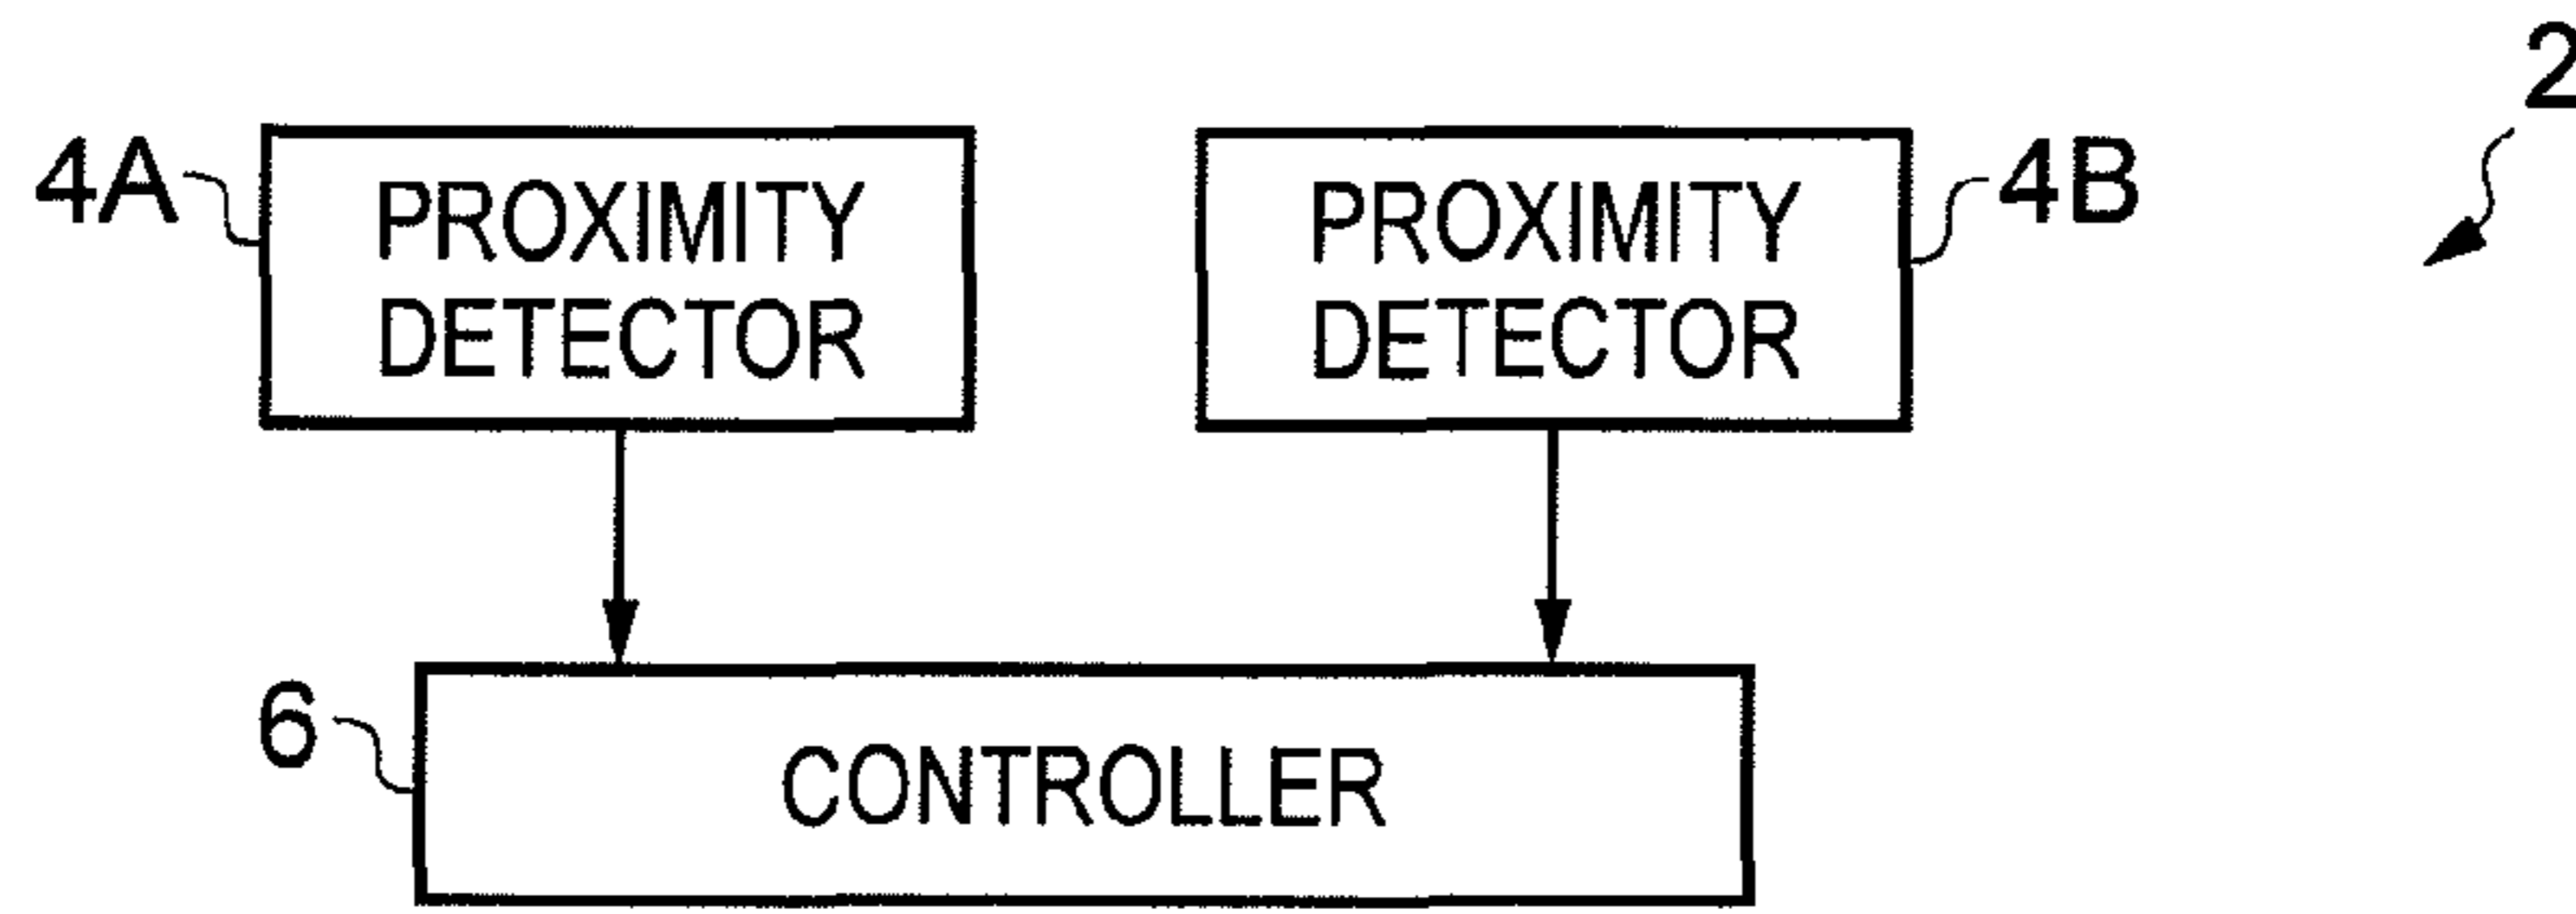 2
4A
PROXIMITY
DETECTOR
PROXIMITY
DETECTOR
4B
6
CONTROLLER